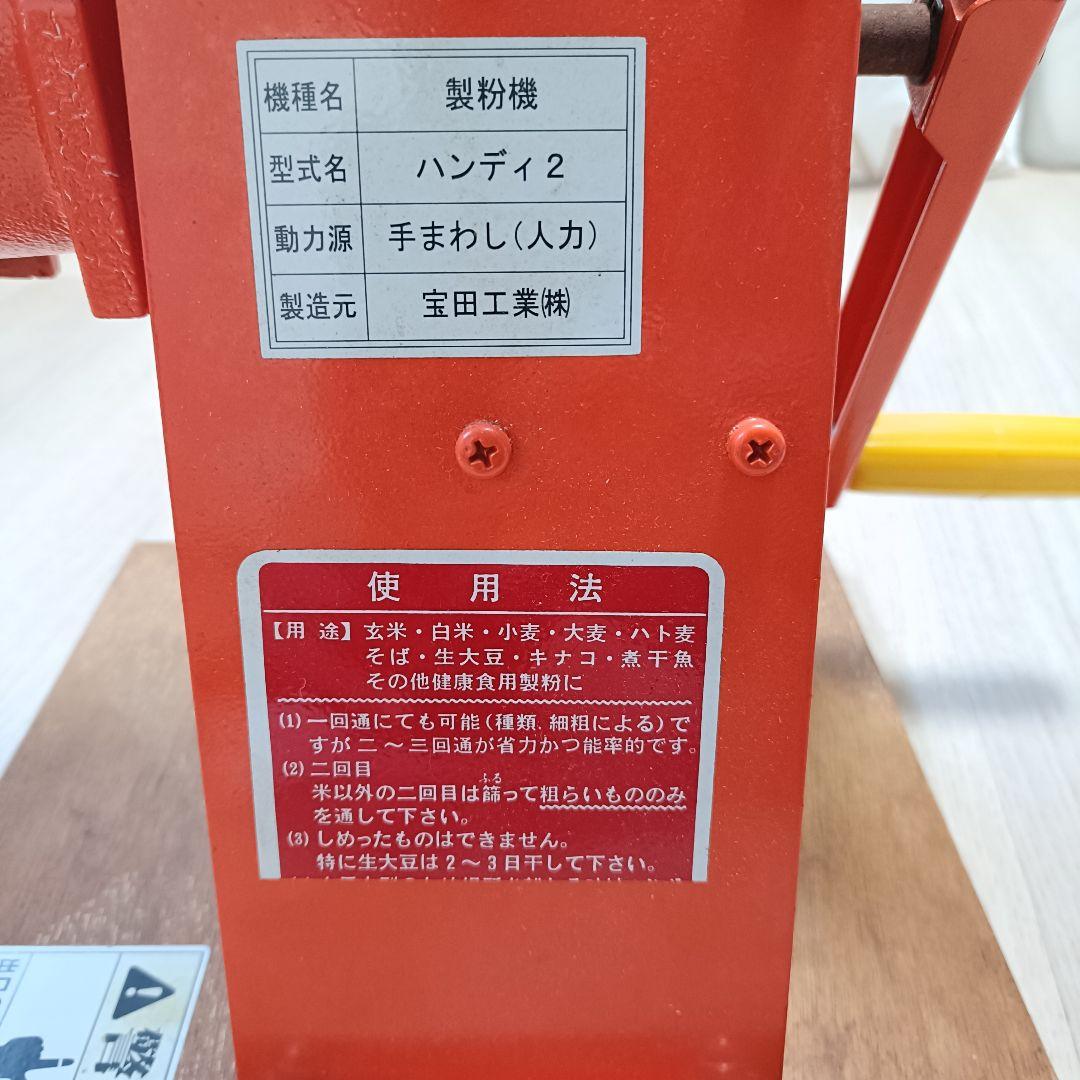 機種名 製粉機
型式名 ハンディ2
動力源 手まわし(人力)
製造元 宝田工業㈱
使用法
【用途】玄米・白米・小麦・大麦・ハト麦
そば・生大豆・キナコ・煮干魚
その他健康食用製粉に
(1) 一回通にても可能(種類、細粗による)で
すが二〜三回通が省力かつ能率的です。
(2) 二回目
ふる
米以外の二回目は篩って粗らいもののみ
を通して下さい。
(3) しめったものはできません。
特に生大豆は2〜3日干して下さい。
警